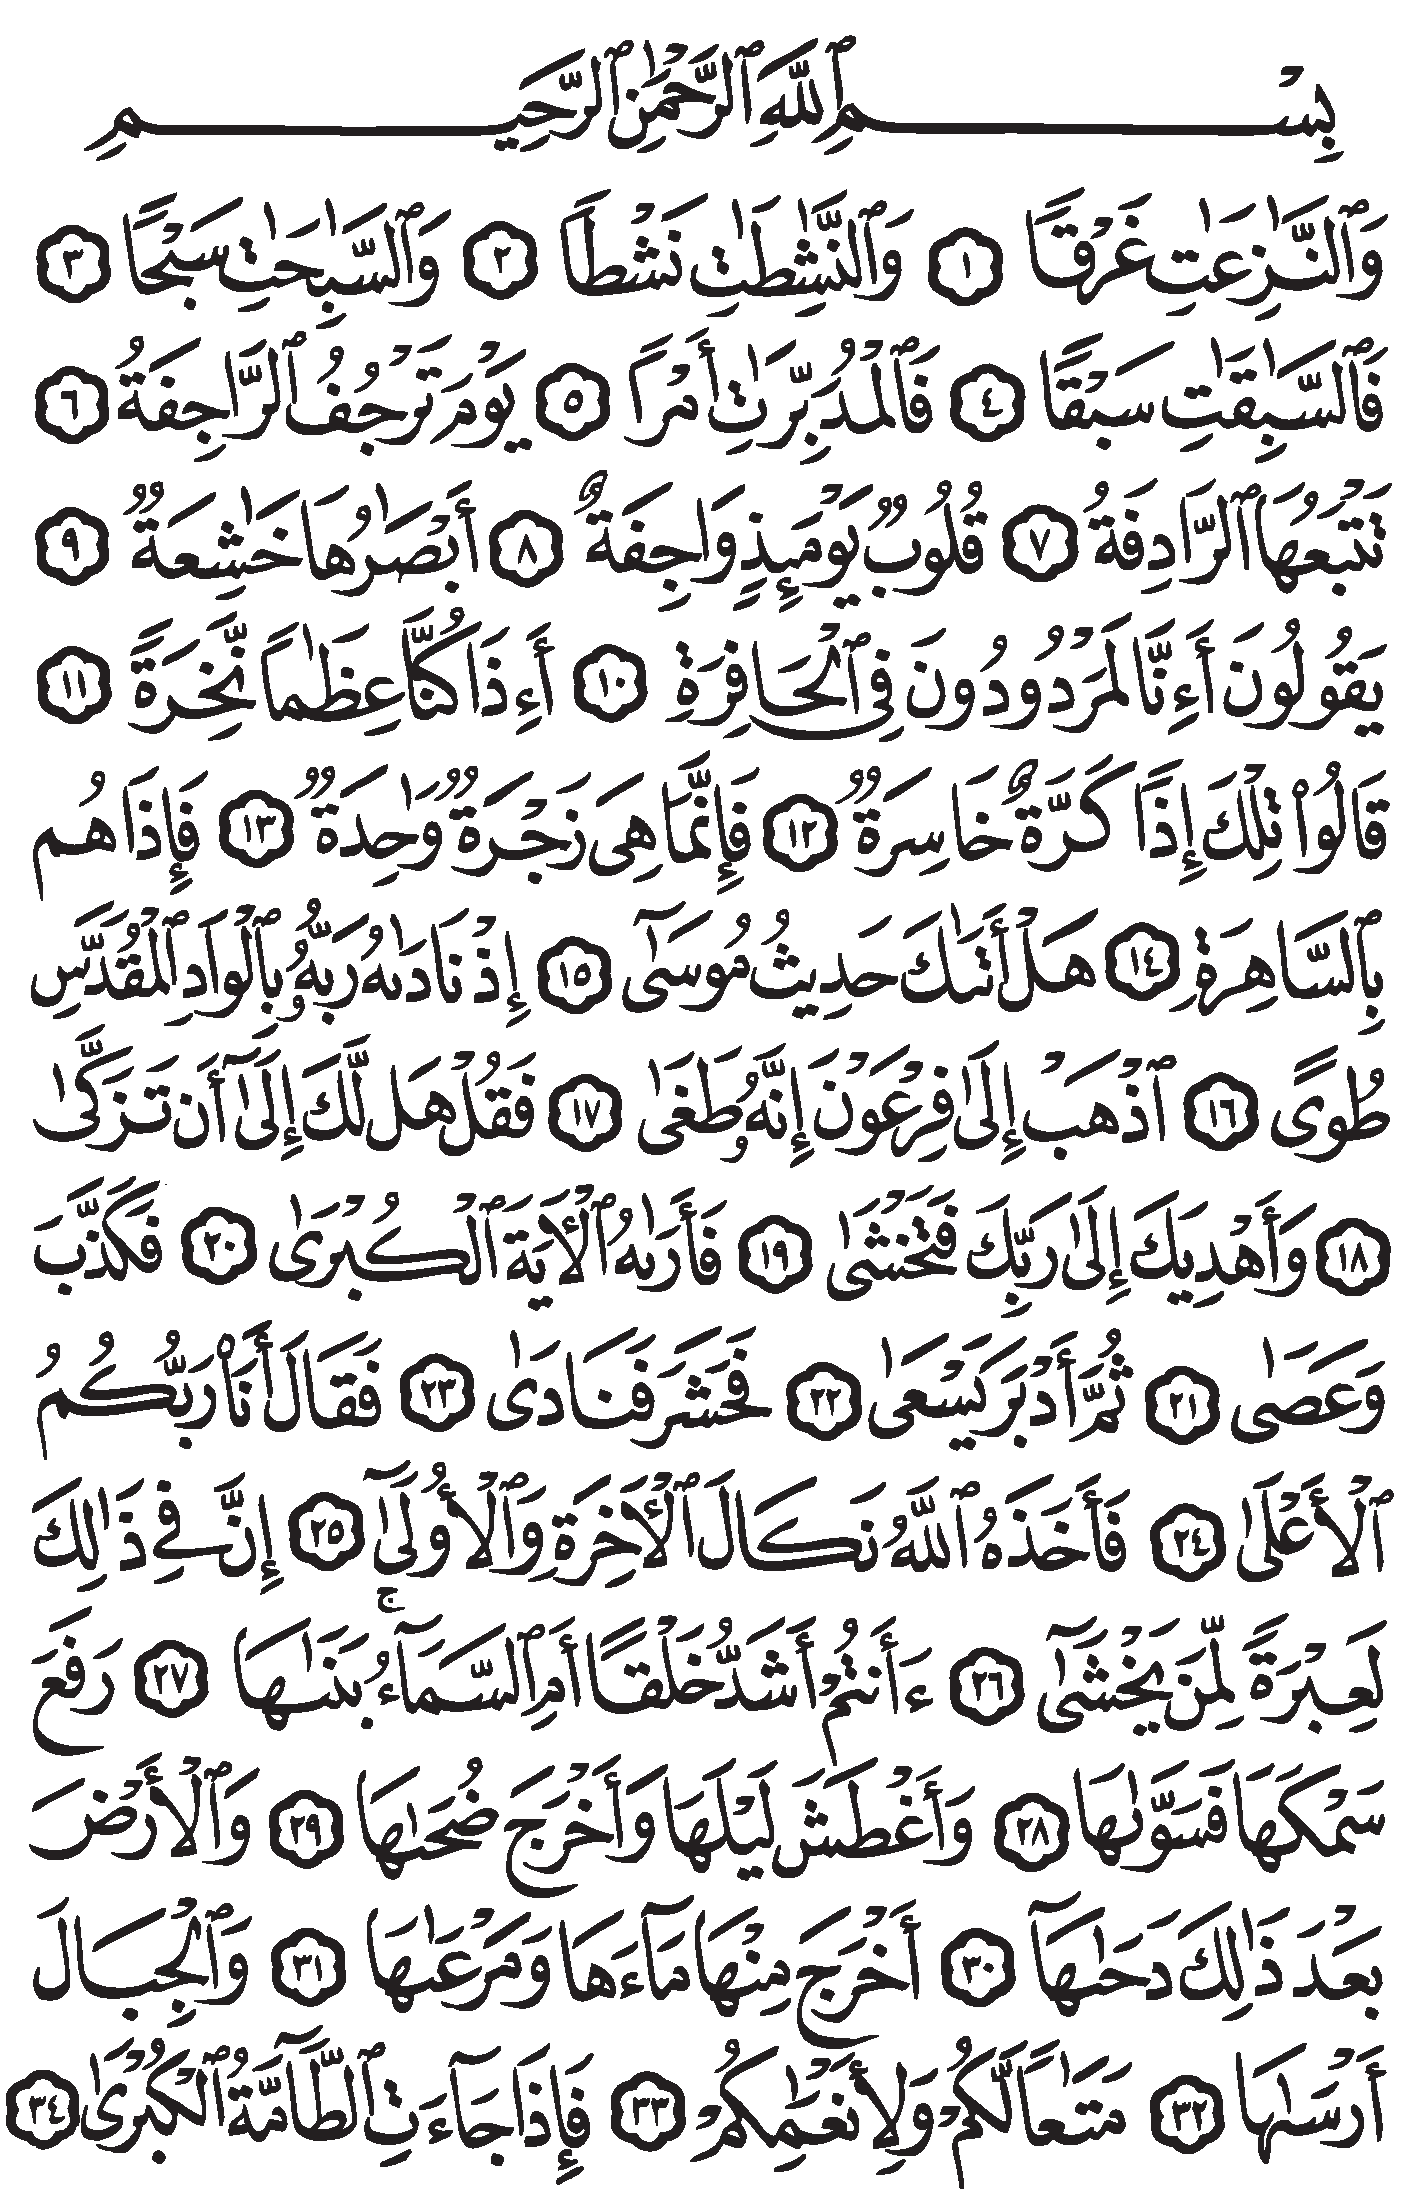 بِسْمِ ٱللَّهِ ٱلرَّحْمَٰنِ ٱلرَّحِيمِ
وَٱلنَّٰزِعَٰتِ غَرْقًا ١ وَٱلنَّٰشِطَٰتِ نَشْطًا ٢ وَٱلسَّٰبِحَٰتِ سَبْحًا ٣
فَٱلسَّٰبِقَٰتِ سَبْقًا ٤ فَٱلْمُدَبِّرَٰتِ أَمْرًا ٥ يَوْمَ تَرْجُفُ ٱلرَّاجِفَةُ ٦
تَتْبَعُهَا ٱلرَّادِفَةُ ٧ قُلُوبٌ يَوْمَئِذٍ وَاجِفَةٌ ٨ أَبْصَٰرُهَا خَٰشِعَةٌ ٩
يَقُولُونَ أَءِنَّا لَمَرْدُودُونَ فِى ٱلْحَافِرَةِ ١٠ أَءِذَا كُنَّا عِظَٰمًا نَّخِرَةً ١١
قَالُوا۟ تِلْكَ إِذًا كَرَّةٌ خَاسِرَةٌ ١٢ فَإِنَّمَا هِىَ زَجْرَةٌ وَٰحِدَةٌ ١٣ فَإِذَا هُم
بِٱلسَّاهِرَةِ ١٤ هَلْ أَتَىٰكَ حَدِيثُ مُوسَىٰٓ ١٥ إِذْ نَادَىٰهُ رَبُّهُۥ بِٱلْوَادِ ٱلْمُقَدَّسِ
طُوًى ١٦ ٱذْهَبْ إِلَىٰ فِرْعَوْنَ إِنَّهُۥ طَغَىٰ ١٧ فَقُلْ هَل لَّكَ إِلَىٰٓ أَن تَزَكَّىٰ
١٨ وَأَهْدِيَكَ إِلَىٰ رَبِّكَ فَتَخْشَىٰ ١٩ فَأَرَىٰهُ ٱلْـَٔايَةَ ٱلْكُبْرَىٰ ٢٠ فَكَذَّبَ
وَعَصَىٰ ٢١ ثُمَّ أَدْبَرَ يَسْعَىٰ ٢٢ فَحَشَرَ فَنَادَىٰ ٢٣ فَقَالَ أَنَا۠ رَبُّكُمُ
ٱلْأَعْلَىٰ ٢٤ فَأَخَذَهُ ٱللَّهُ نَكَالَ ٱلْـَٔاخِرَةِ وَٱلْأُولَىٰٓ ٢٥ إِنَّ فِى ذَٰلِكَ
لَعِبْرَةً لِّمَن يَخْشَىٰٓ ٢٦ ءَأَنتُمْ أَشَدُّ خَلْقًا أَمِ ٱلسَّمَآءُ ۚ بَنَىٰهَا ٢٧ رَفَعَ
سَمْكَهَا فَسَوَّىٰهَا ٢٨ وَأَغْطَشَ لَيْلَهَا وَأَخْرَجَ ضُحَىٰهَا ٢٩ وَٱلْأَرْضَ
بَعْدَ ذَٰلِكَ دَحَىٰهَآ ٣٠ أَخْرَجَ مِنْهَا مَآءَهَا وَمَرْعَىٰهَا ٣١ وَٱلْجِبَالَ
أَرْسَىٰهَا ٣٢ مَتَٰعًا لَّكُمْ وَلِأَنْعَٰمِكُمْ ٣٣ فَإِذَا جَآءَتِ ٱلطَّآمَّةُ ٱلْكُبْرَىٰ ٣٤